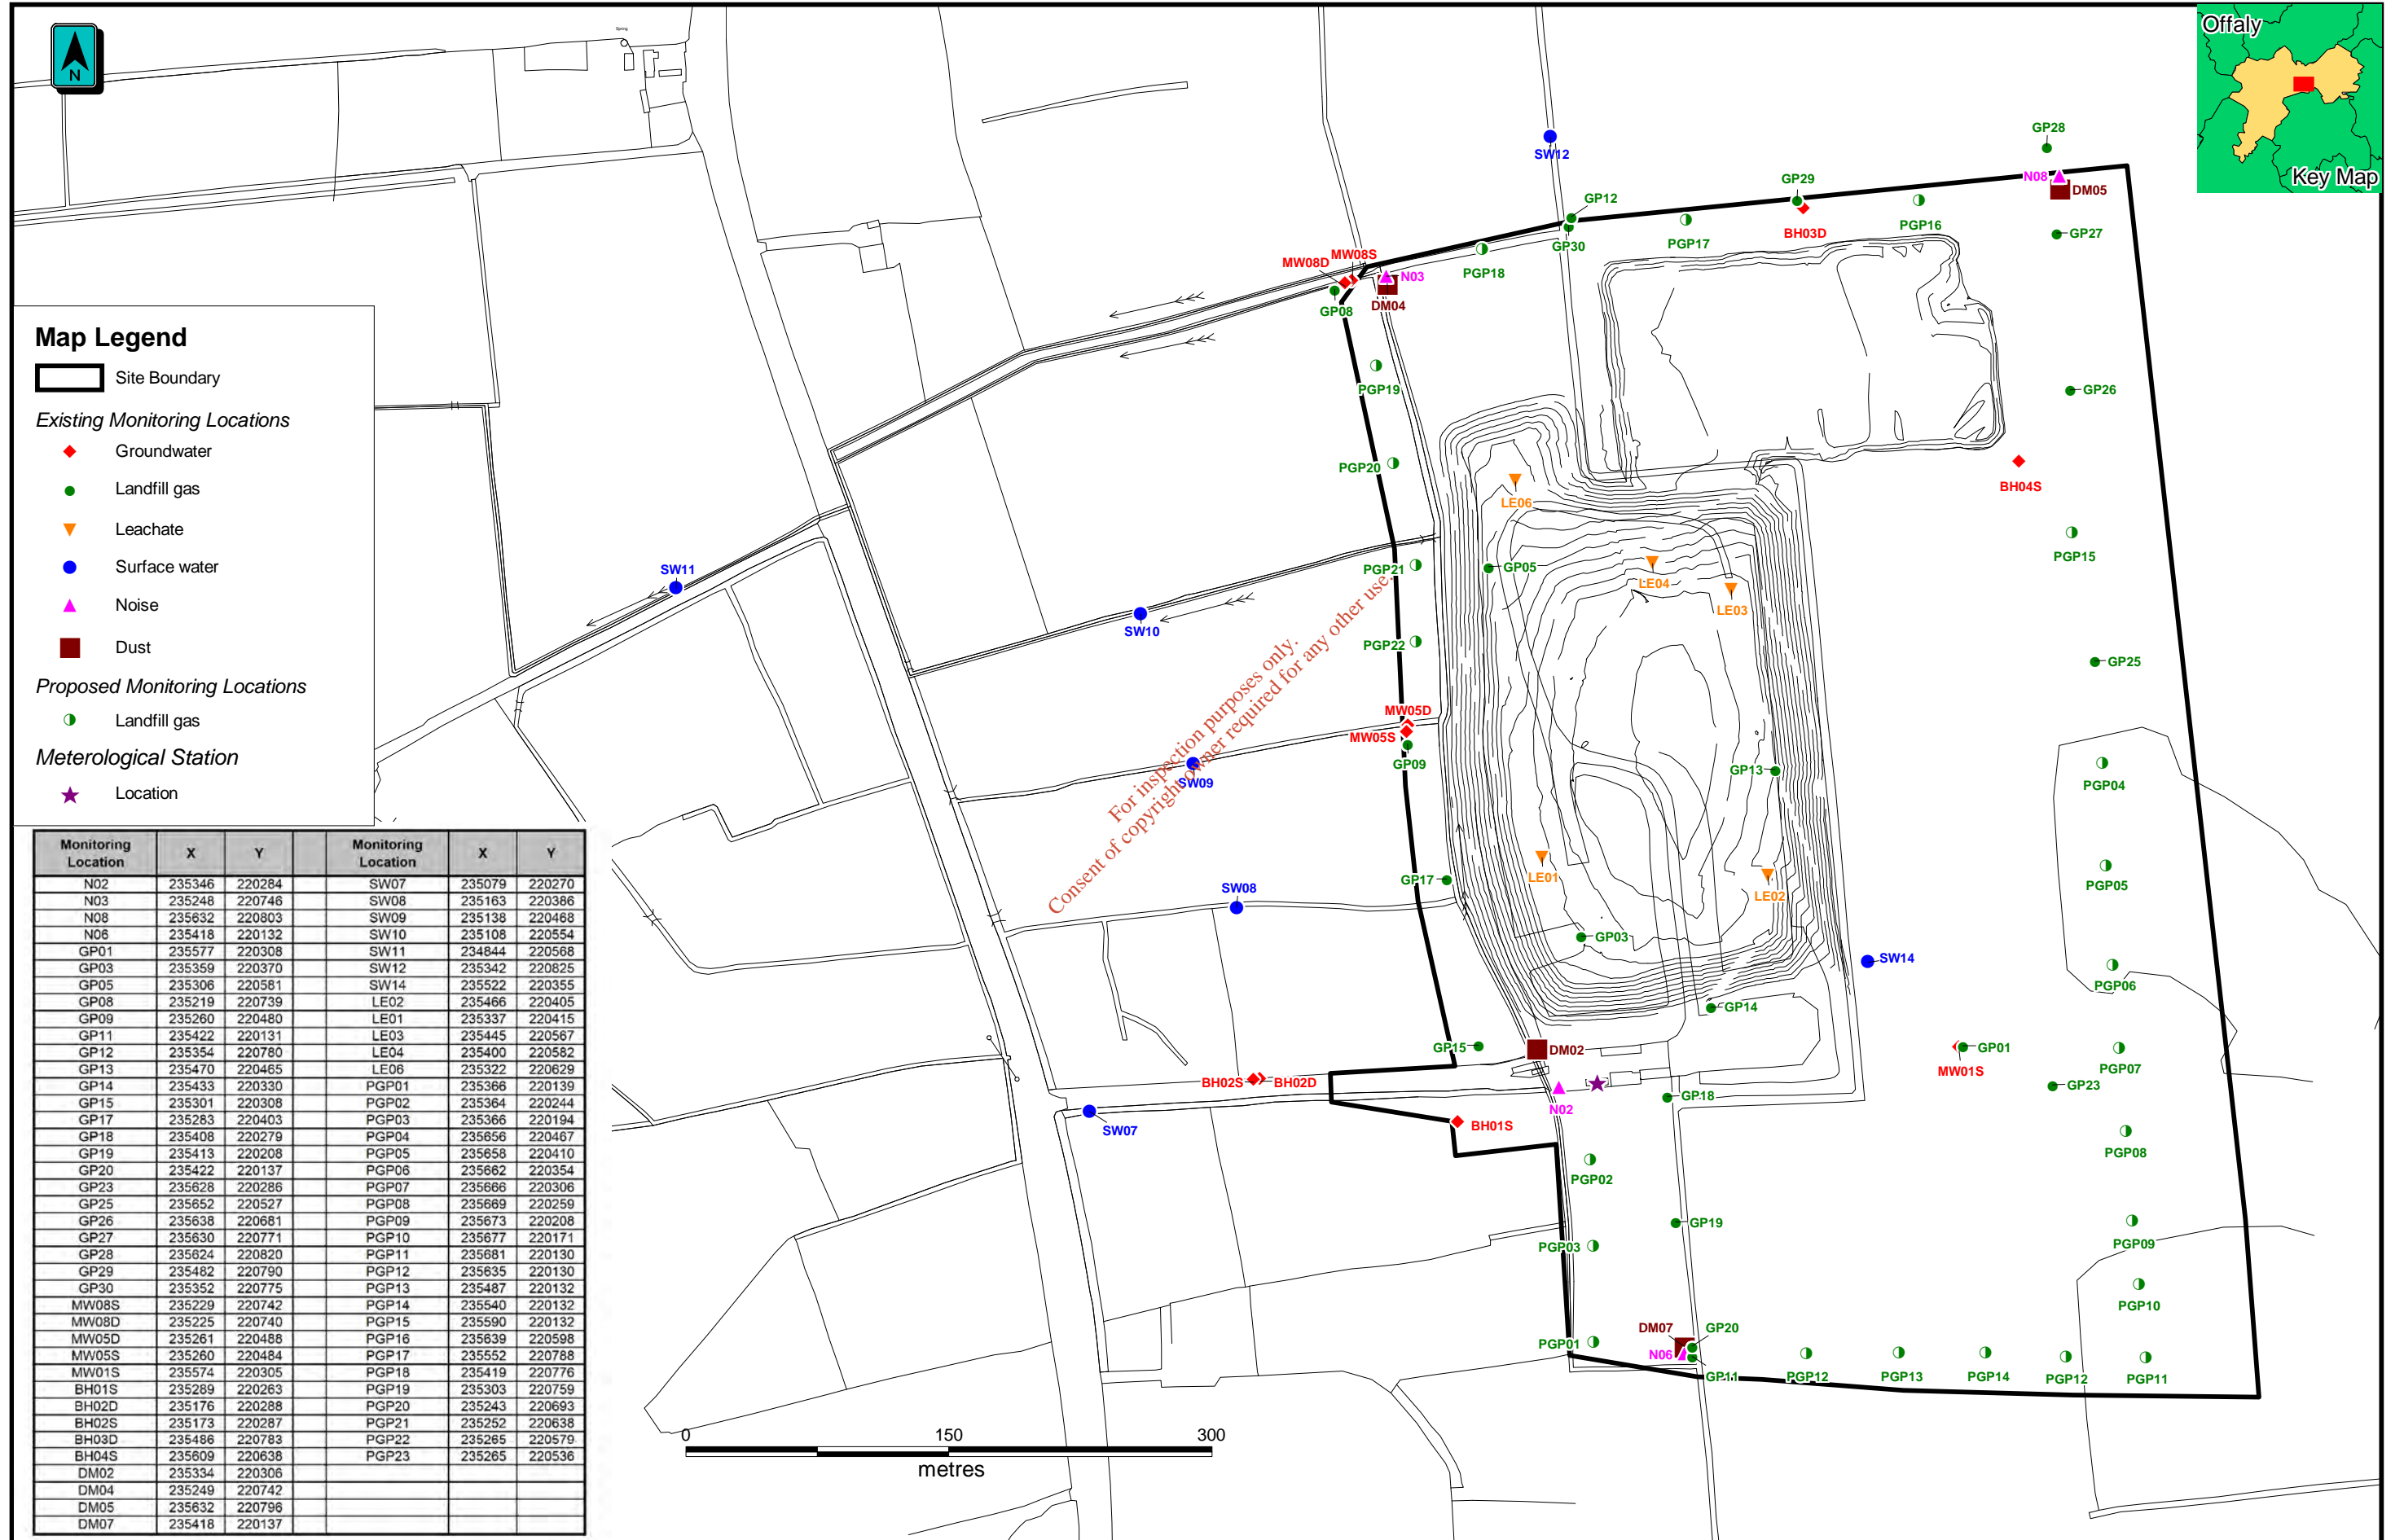 Spring
N
Offaly
Key Map
GP28
SW12
N08
DM05
GP29
GP12
PGP17
BH03D
PGP16
GP27
GP30
MW08S
MW08D
PGP18
N03
GP08
DM04
Map Legend
Site Boundary
Existing Monitoring Locations
Groundwater
Landfill gas
Leachate
Surface water
Noise
Dust
Proposed Monitoring Locations
Landfill gas
Meterological Station
Location
PGP19
GP26
PGP20
LE06
BH04S
PGP15
SW11
PGP21
GP05
LE04
LE03
SW10
PGP22
GP25
For inspection purposes only.
Consent of copyright owner required for any other use.
MW05D
MW05S
GP09
SW09
GP13
PGP04
LE01
LE02
PGP05
GP17
SW08
GP03
SW14
PGP06
GP14
GP15
DM02
GP01
MW01S
PGP07
BH02S
BH02D
GP23
N02
GP18
SW07
BH01S
PGP08
PGP02
GP19
PGP03
PGP09
PGP10
DM07
GP20
PGP01
N06
GP11
PGP12
PGP13
PGP14
PGP12
PGP11
0 150 300
metres
Monitoring Location X Y Monitoring Location X Y
N02 235346 220284 SW07 235079 220270
N03 235248 220746 SW08 235163 220386
N08 235632 220803 SW09 235138 220468
N06 235418 220132 SW10 235108 220554
GP01 235577 220308 SW11 234844 220568
GP03 235359 220370 SW12 235342 220825
GP05 235306 220581 SW14 235522 220355
GP08 235219 220739 LE02 235466 220405
GP09 235260 220480 LE01 235337 220415
GP11 235422 220131 LE03 235445 220567
GP12 235354 220780 LE04 235400 220582
GP13 235470 220465 LE06 235322 220629
GP14 235433 220330 PGP01 235366 220139
GP15 235301 220308 PGP02 235364 220244
GP17 235283 220403 PGP03 235366 220194
GP18 235408 220279 PGP04 235656 220467
GP19 235413 220208 PGP05 235658 220410
GP20 235422 220137 PGP06 235662 220354
GP23 235628 220286 PGP07 235666 220306
GP25 235652 220527 PGP08 235669 220259
GP26 235638 220681 PGP09 235673 220208
GP27 235630 220771 PGP10 235677 220171
GP28 235624 220820 PGP11 235681 220130
GP29 235482 220790 PGP12 235635 220130
GP30 235352 220775 PGP13 235487 220132
MW08S 235229 220742 PGP14 235540 220132
MW08D 235225 220740 PGP15 235590 220132
MW05D 235261 220488 PGP16 235639 220598
MW05S 235260 220484 PGP17 235552 220788
MW01S 235574 220305 PGP18 235419 220776
BH01S 235289 220263 PGP19 235303 220759
BH02D 235176 220288 PGP20 235243 220693
BH02S 235173 220287 PGP21 235252 220638
BH03D 235486 220783 PGP22 235265 220579
BH04S 235609 220638 PGP23 235265 220536
DM02 235334 220306
DM04 235249 220742
DM05 235632 220796
DM07 235418 220137